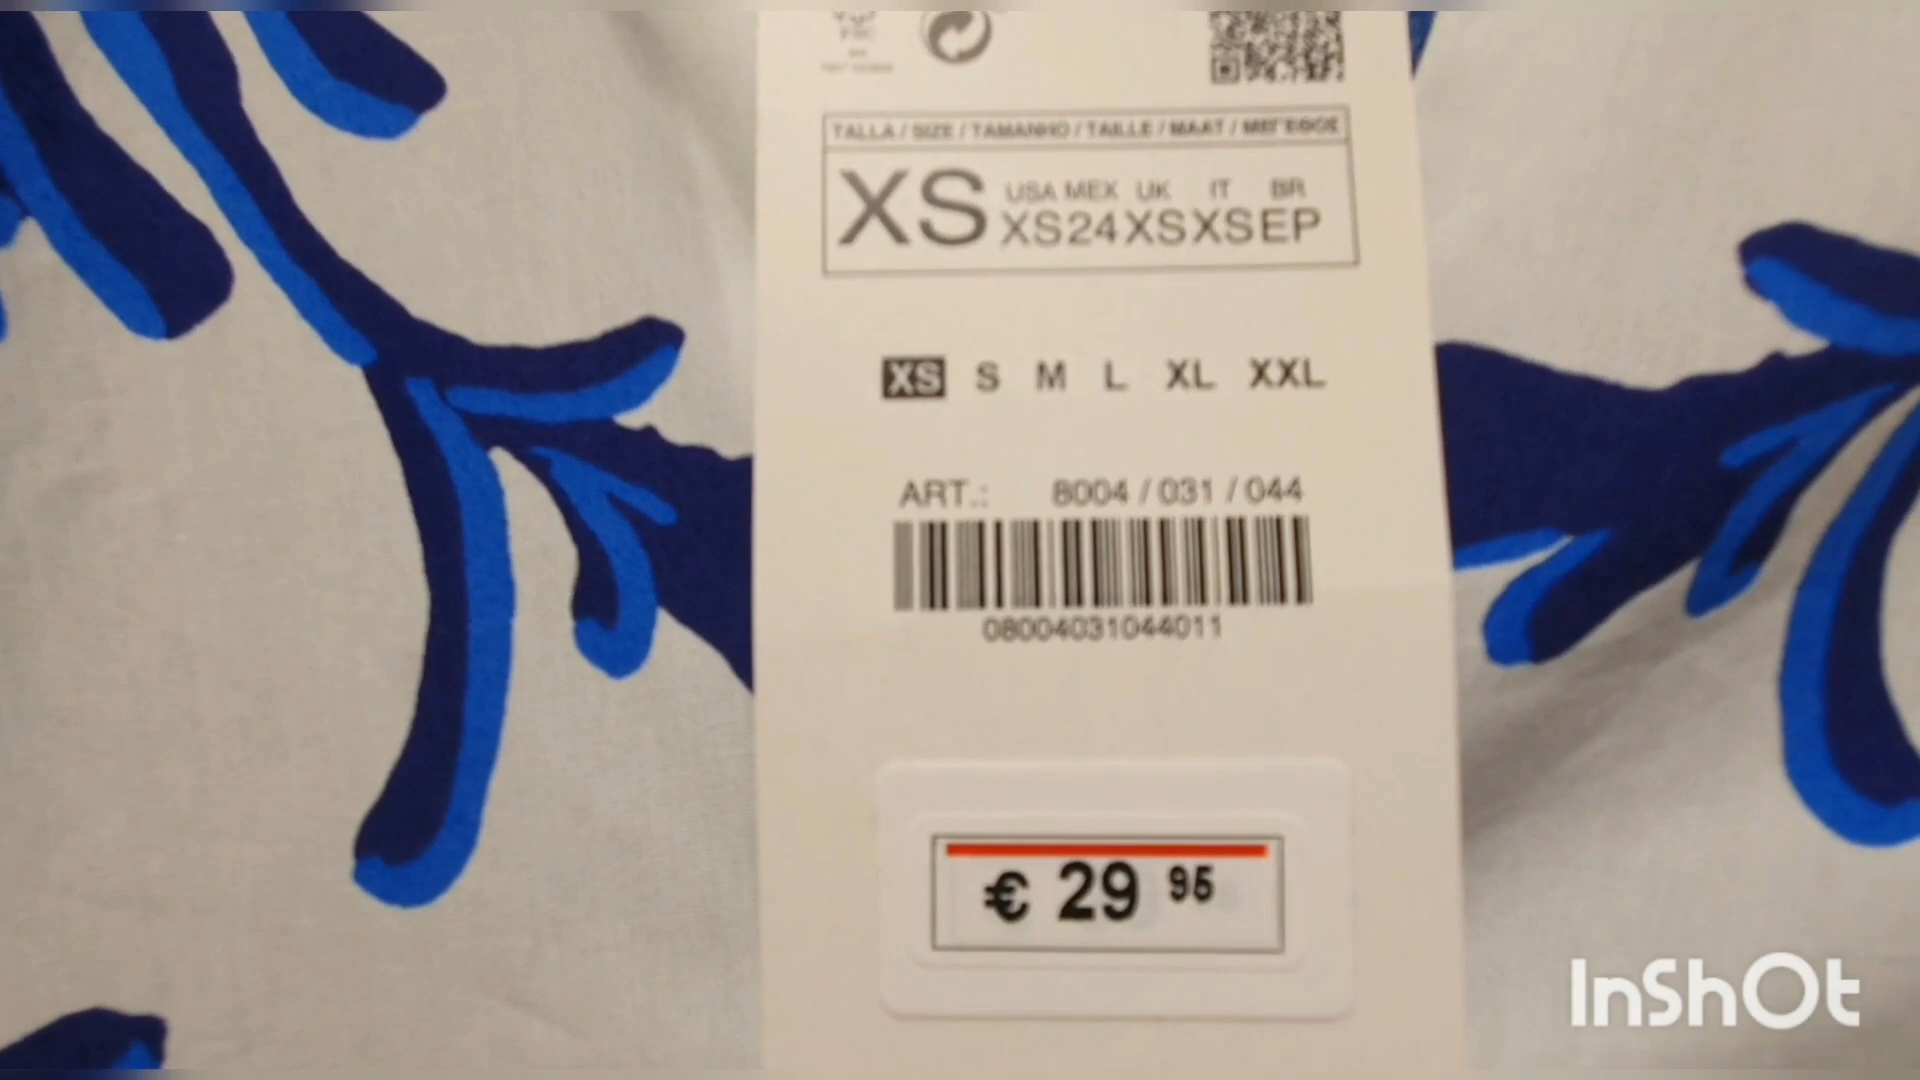 TALLA / SIZE / TAMANHO / TAILLE / MAAT / ΜΕΓΕΘΟΣ
XS
USA MEX UK IT BR
XS 24 XS XS EP
XS S M L XL XXL
ART.: 8004 / 031 / 044
08004031044011
€ 29 95
InShOt